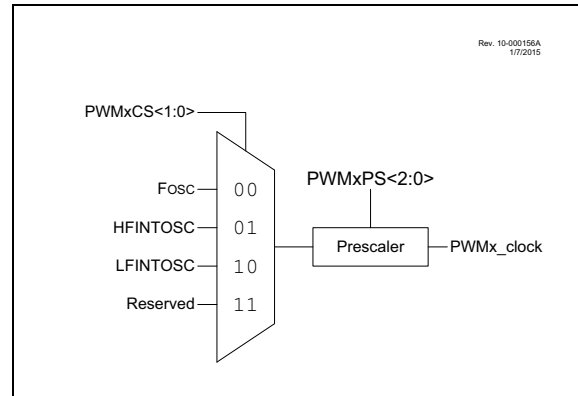 Rev. 10-000156A
1/7/2015
PWMxCS<1:0>
PWMxPS<2:0>
FOSC 00
HFINTOSC 01
Prescaler PWMx_clock
LFINTOSC 10
Reserved 11